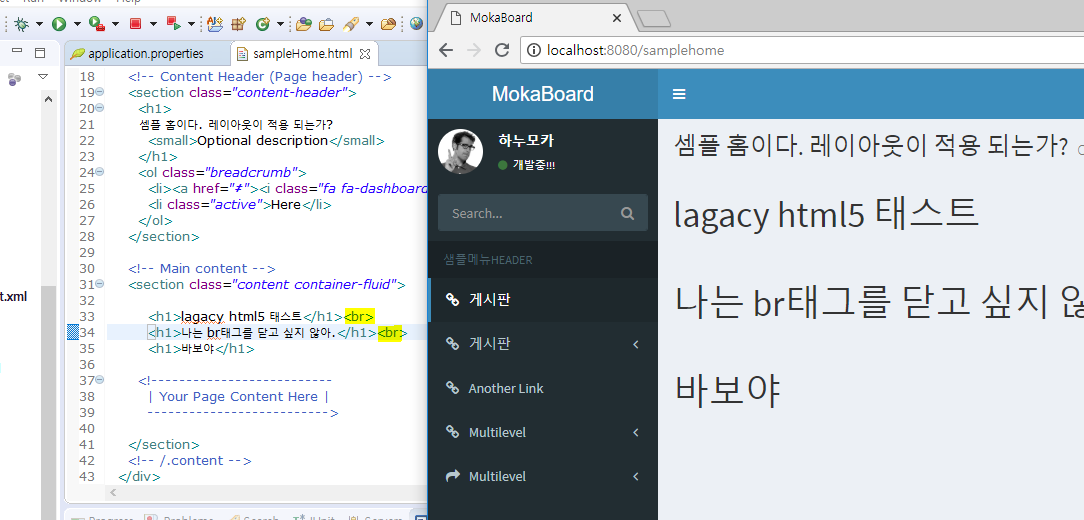 Run Window Help
application.properties
sampleHome.html
18 <!-- Content Header (Page header) -->
19 <section class="content-header">
20 <h1>
21 셈플 홈이다. 레이아웃이 적용 되는가?
22 <small>Optional description</small>
23 </h1>
24 <ol class="breadcrumb">
25 <li><a href="#"><i class="fa fa-dashboard
26 <li class="active">Here</li>
27 </ol>
28 </section>
29
30 <!-- Main content -->
31 <section class="content container-fluid">
32
33 <h1>lagacy html5 태스트</h1><br>
34 <h1>나는 br태그를 닫고 싶지 않아.</h1><br>
35 <h1>바보야</h1>
36
37 <!--------------------------
38 | Your Page Content Here |
39 -------------------------->
40
41 </section>
42 <!-- /.content -->
43 </div>
t.xml
Progress
Problems
Search
JUnit
Servers
MokaBoard
localhost:8080/samplehome
MokaBoard
하누모카
개발중!!!
Search...
샘플메뉴HEADER
게시판
게시판
Another Link
Multilevel
Multilevel
셈플 홈이다. 레이아웃이 적용 되는가?
lagacy html5 태스트
나는 br태그를 닫고 싶지
바보야